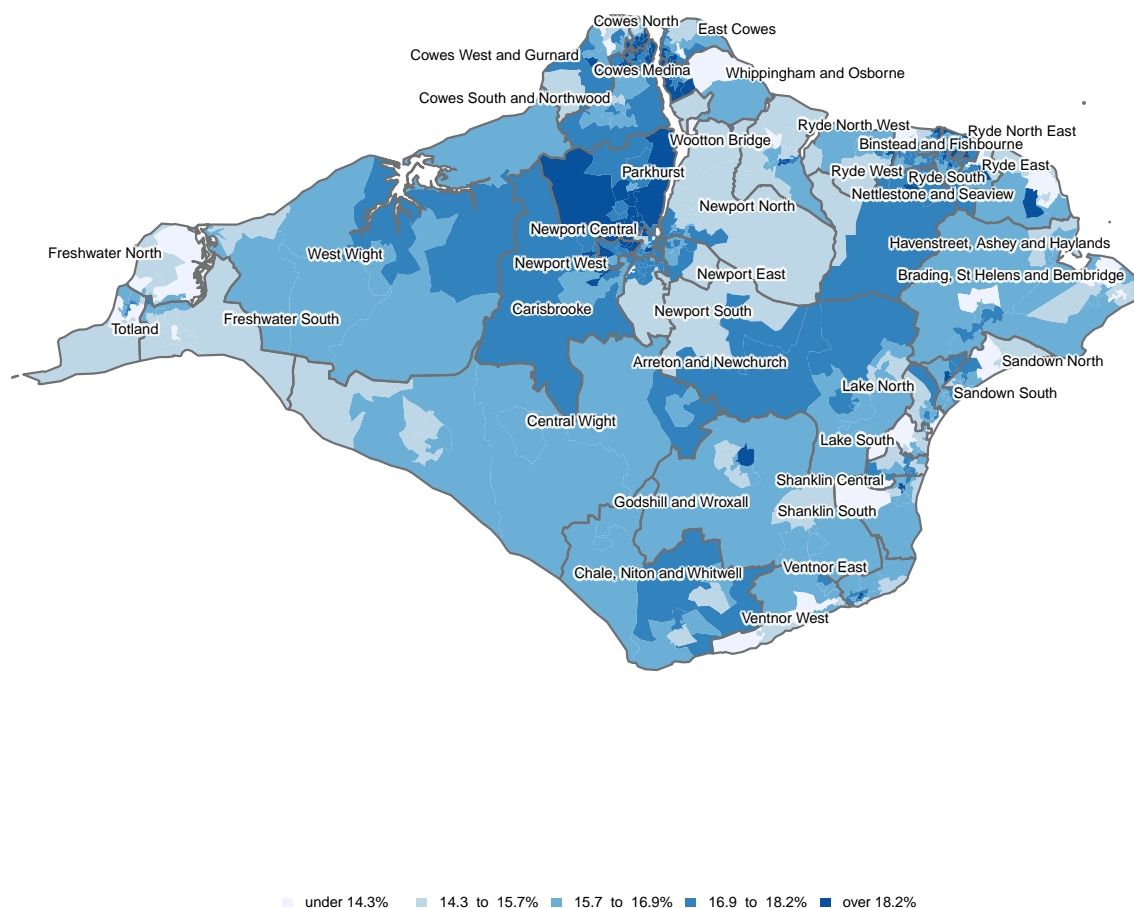 Cowes North
East Cowes
Cowes West and Gurnard
Cowes Medina
Whippingham and Osborne
Cowes South and Northwood
Ryde North West
Ryde North East
Wootton Bridge
Binstead and Fishbourne
Ryde East
Parkhurst
Ryde West
Ryde South
Nettlestone and Seaview
Newport North
Newport Central
Havenstreet, Ashey and Haylands
Freshwater North
West Wight
Newport West
Newport East
Brading, St Helens and Bembridge
Carisbrooke
Newport South
Totland
Freshwater South
Arreton and Newchurch
Sandown North
Lake North
Sandown South
Central Wight
Lake South
Shanklin Central
Godshill and Wroxall
Shanklin South
Chale, Niton and Whitwell
Ventnor East
Ventnor West
under 14.3%
14.3 to 15.7%
15.7 to 16.9%
16.9 to 18.2%
over 18.2%